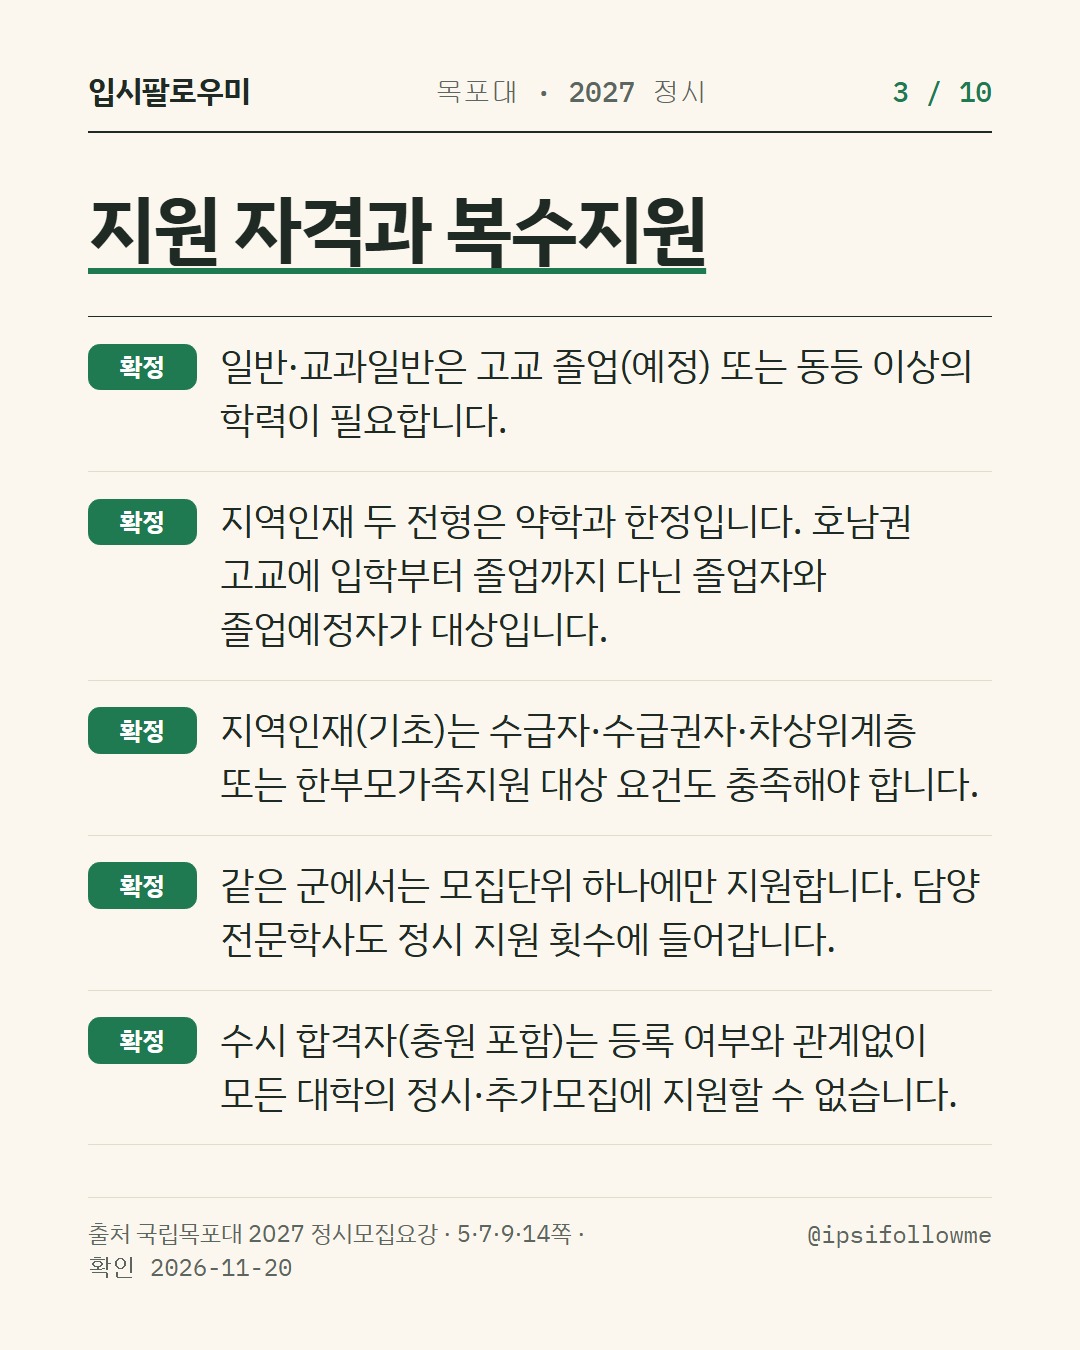 입시팔로우미
목포대 · 2027 정시
3 / 10
지원 자격과 복수지원
확정
일반·교과일반은 고교 졸업(예정) 또는 동등 이상의
학력이 필요합니다.
확정
지역인재 두 전형은 약학과 한정입니다. 호남권
고교에 입학부터 졸업까지 다닌 졸업자와
졸업예정자가 대상입니다.
확정
지역인재(기초)는 수급자·수급권자·차상위계층
또는 한부모가족지원 대상 요건도 충족해야 합니다.
확정
같은 군에서는 모집단위 하나에만 지원합니다. 담양
전문학사도 정시 지원 횟수에 들어갑니다.
확정
수시 합격자(충원 포함)는 등록 여부와 관계없이
모든 대학의 정시·추가모집에 지원할 수 없습니다.
출처 국립목포대 2027 정시모집요강 · 5·7·9·14쪽 ·
확인 2026-11-20
@ipsifollowme